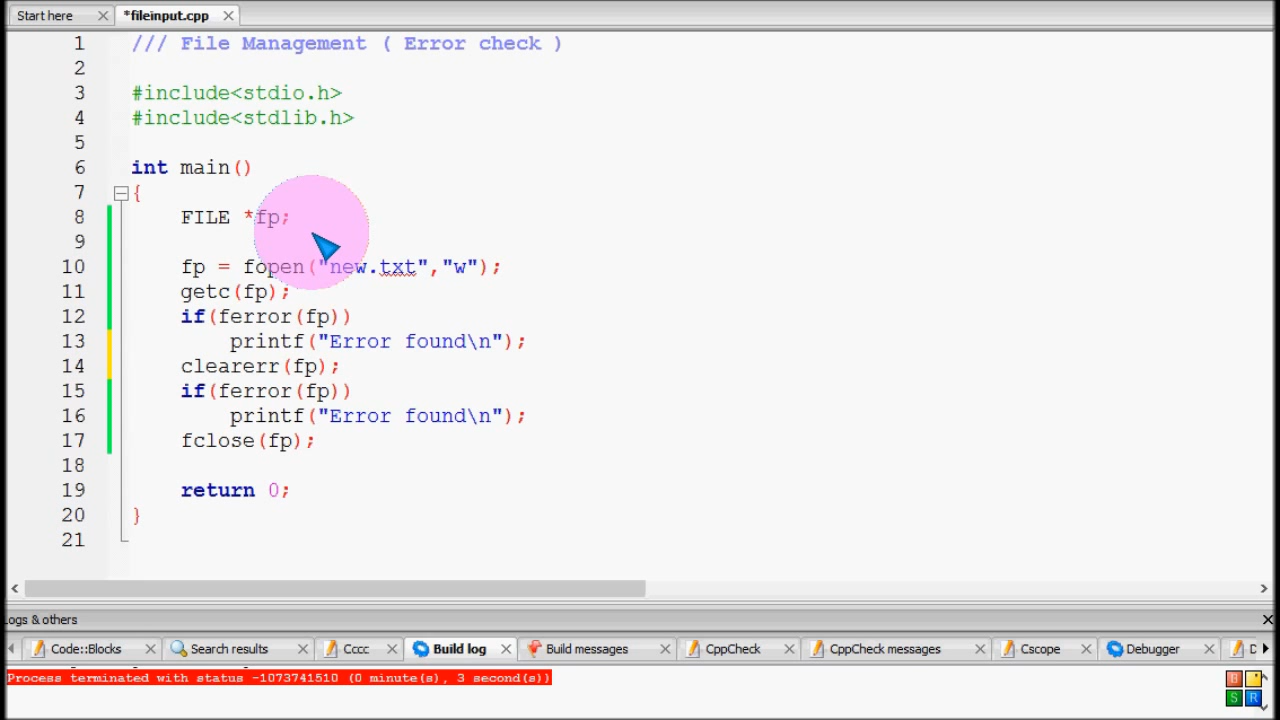 Start here *fileinput.cpp
1 /// File Management ( Error check )
2
3 #include<stdio.h>
4 #include<stdlib.h>
5
6 int main()
7 {
8 FILE *fp;
9
10 fp = fopen("new.txt","w");
11 getc(fp);
12 if(ferror(fp))
13 printf("Error found\n");
14 clearerr(fp);
15 if(ferror(fp))
16 printf("Error found\n");
17 fclose(fp);
18
19 return 0;
20 }
21
Logs & others
Code::Blocks Search results Cccc Build log Build messages CppCheck CppCheck messages Cscope Debugger D
Process terminated with status -1073741510 (0 minute(s), 3 second(s))
B
S R